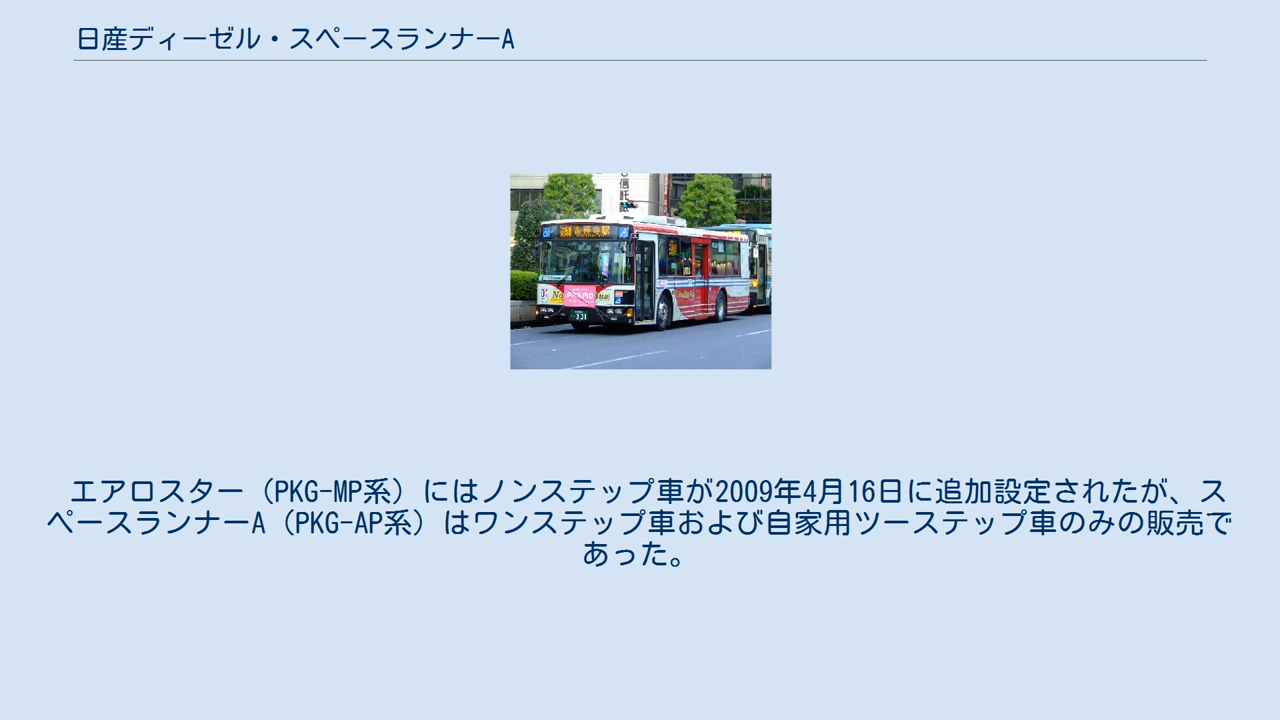 日産ディーゼル・スペースランナーA
信託銀
PASMO
331
エアロスター（PKG-MP系）にはノンステップ車が2009年4月16日に追加設定されたが、ス
ペースランナーA（PKG-AP系）はワンステップ車および自家用ツーステップ車のみの販売で
あった。